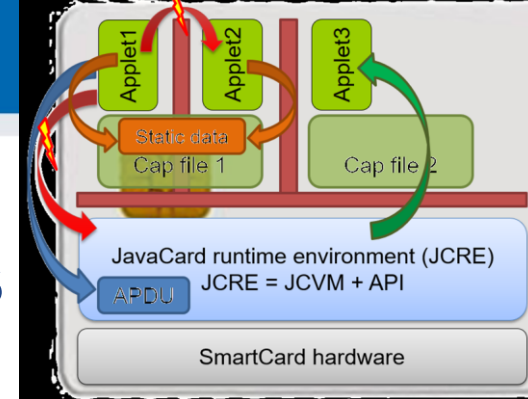 Applet1
Applet2
Applet3
Static data
Cap file 1
Cap file 2
JavaCard runtime environment (JCRE)
JCRE = JCVM + API
APDU
SmartCard hardware